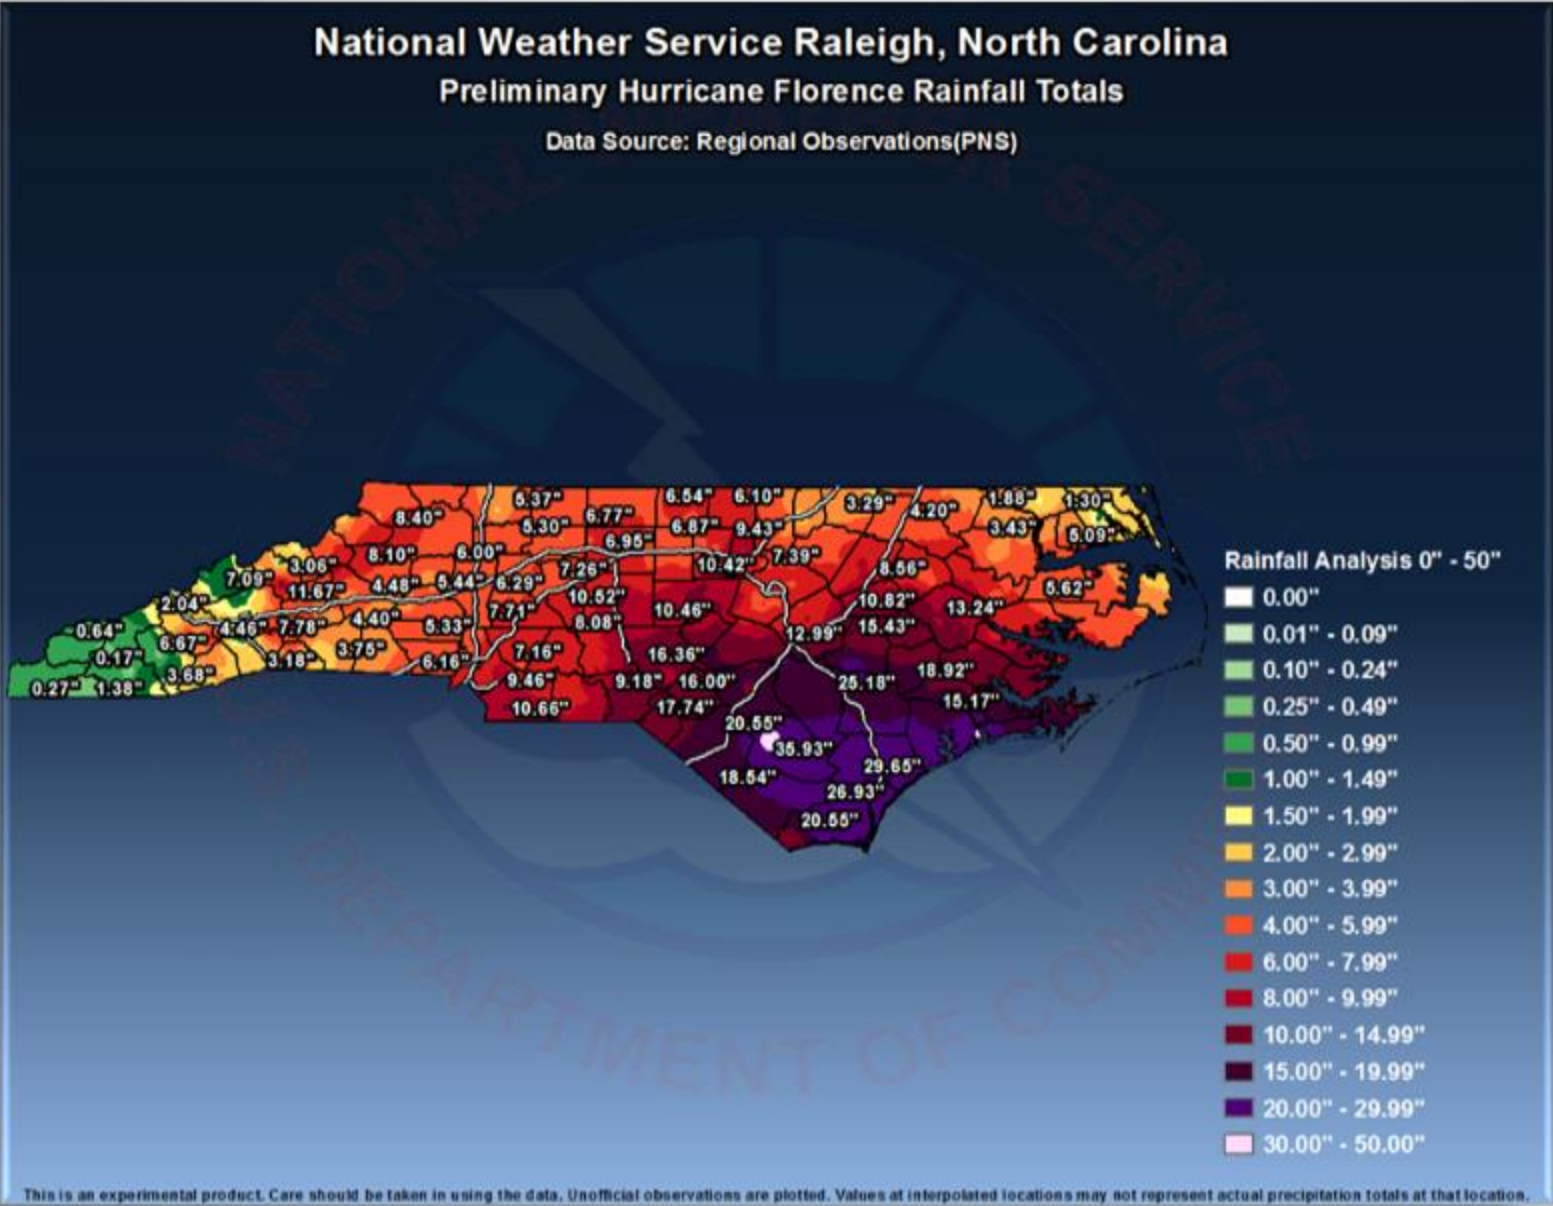 National Weather Service Raleigh, North Carolina
Preliminary Hurricane Florence Rainfall Totals
Data Source: Regional Observations(PNS)
NATIONAL WEATHER SERVICE
5.37" 6.54" 6.10" 3.29" 1.88" 1.30"
8.40" 5.30" 6.77" 6.87" 9.43" 4.20" 3.43" 5.09"
8.10" 6.00" 6.95" 7.39"
7.09" 3.06" 7.26" 10.42" 8.56"
11.67" 4.48" 5.44" 6.29" 5.62"
2.04" 10.52" 10.82" 13.24"
0.64" 4.46" 7.78" 4.40" 5.33" 7.71" 8.08" 10.46" 12.99" 15.43"
0.17" 6.67" 3.18" 3.75" 6.16" 7.16" 16.36" 18.92"
0.27" 1.38" 3.68" 9.46" 9.18" 16.00" 25.18" 15.17"
10.66" 17.74"
20.55"
35.93"
18.54" 29.65"
26.93"
20.55"
Rainfall Analysis 0" - 50"
0.00"
0.01" - 0.09"
0.10" - 0.24"
0.25" - 0.49"
0.50" - 0.99"
1.00" - 1.49"
1.50" - 1.99"
2.00" - 2.99"
3.00" - 3.99"
4.00" - 5.99"
6.00" - 7.99"
8.00" - 9.99"
10.00" - 14.99"
15.00" - 19.99"
20.00" - 29.99"
30.00" - 50.00"
U.S. DEPARTMENT OF
This is an experimental product. Care should be taken in using the data. Unofficial observations are plotted. Values at interpolated locations may not represent actual precipitation totals at that location.